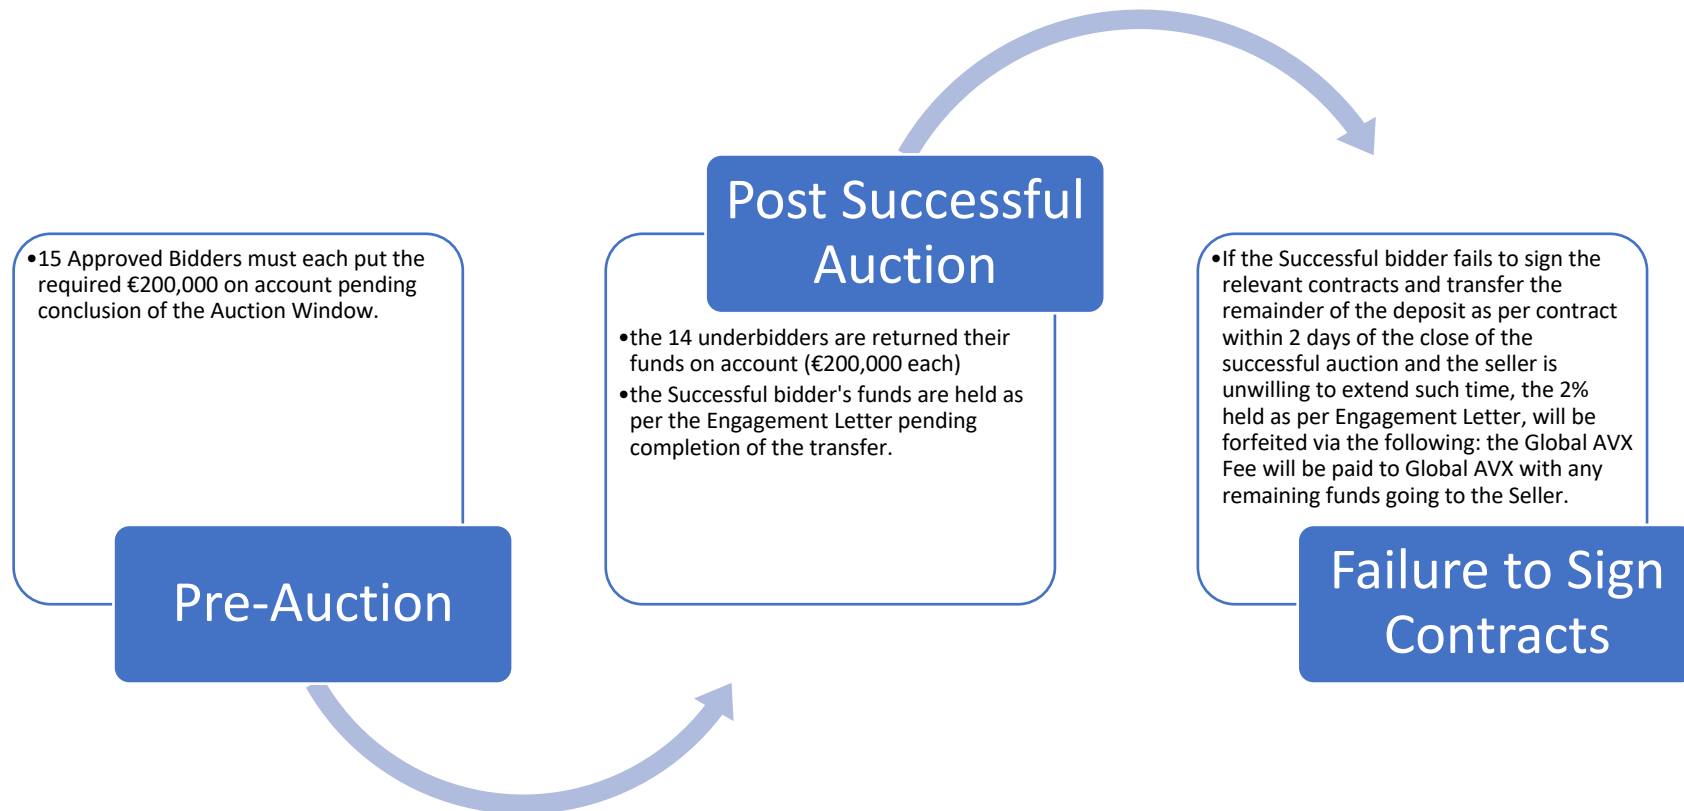 •15 Approved Bidders must each put the
required €200,000 on account pending
conclusion of the Auction Window.
Pre-Auction
Post Successful
Auction
•the 14 underbidders are returned their
funds on account (€200,000 each)
•the Successful bidder's funds are held as
per the Engagement Letter pending
completion of the transfer.
•If the Successful bidder fails to sign the
relevant contracts and transfer the
remainder of the deposit as per contract
within 2 days of the close of the
successful auction and the seller is
unwilling to extend such time, the 2%
held as per Engagement Letter, will be
forfeited via the following: the Global AVX
Fee will be paid to Global AVX with any
remaining funds going to the Seller.
Failure to Sign
Contracts